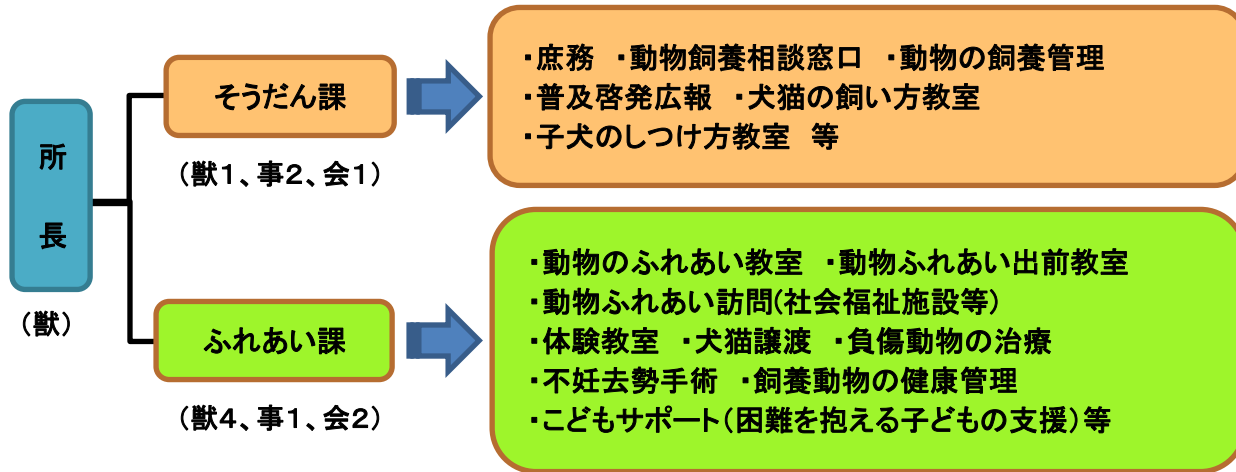 所長
(獣)
そうだん課
(獣1、事2、会1)
・庶務 ・動物飼養相談窓口 ・動物の飼養管理
・普及啓発広報 ・犬猫の飼い方教室
・子犬のしつけ方教室 等
ふれあい課
(獣4、事1、会2)
・動物のふれあい教室 ・動物ふれあい出前教室
・動物ふれあい訪問(社会福祉施設等)
・体験教室 ・犬猫譲渡 ・負傷動物の治療
・不妊去勢手術 ・飼養動物の健康管理
・こどもサポート(困難を抱える子どもの支援)等